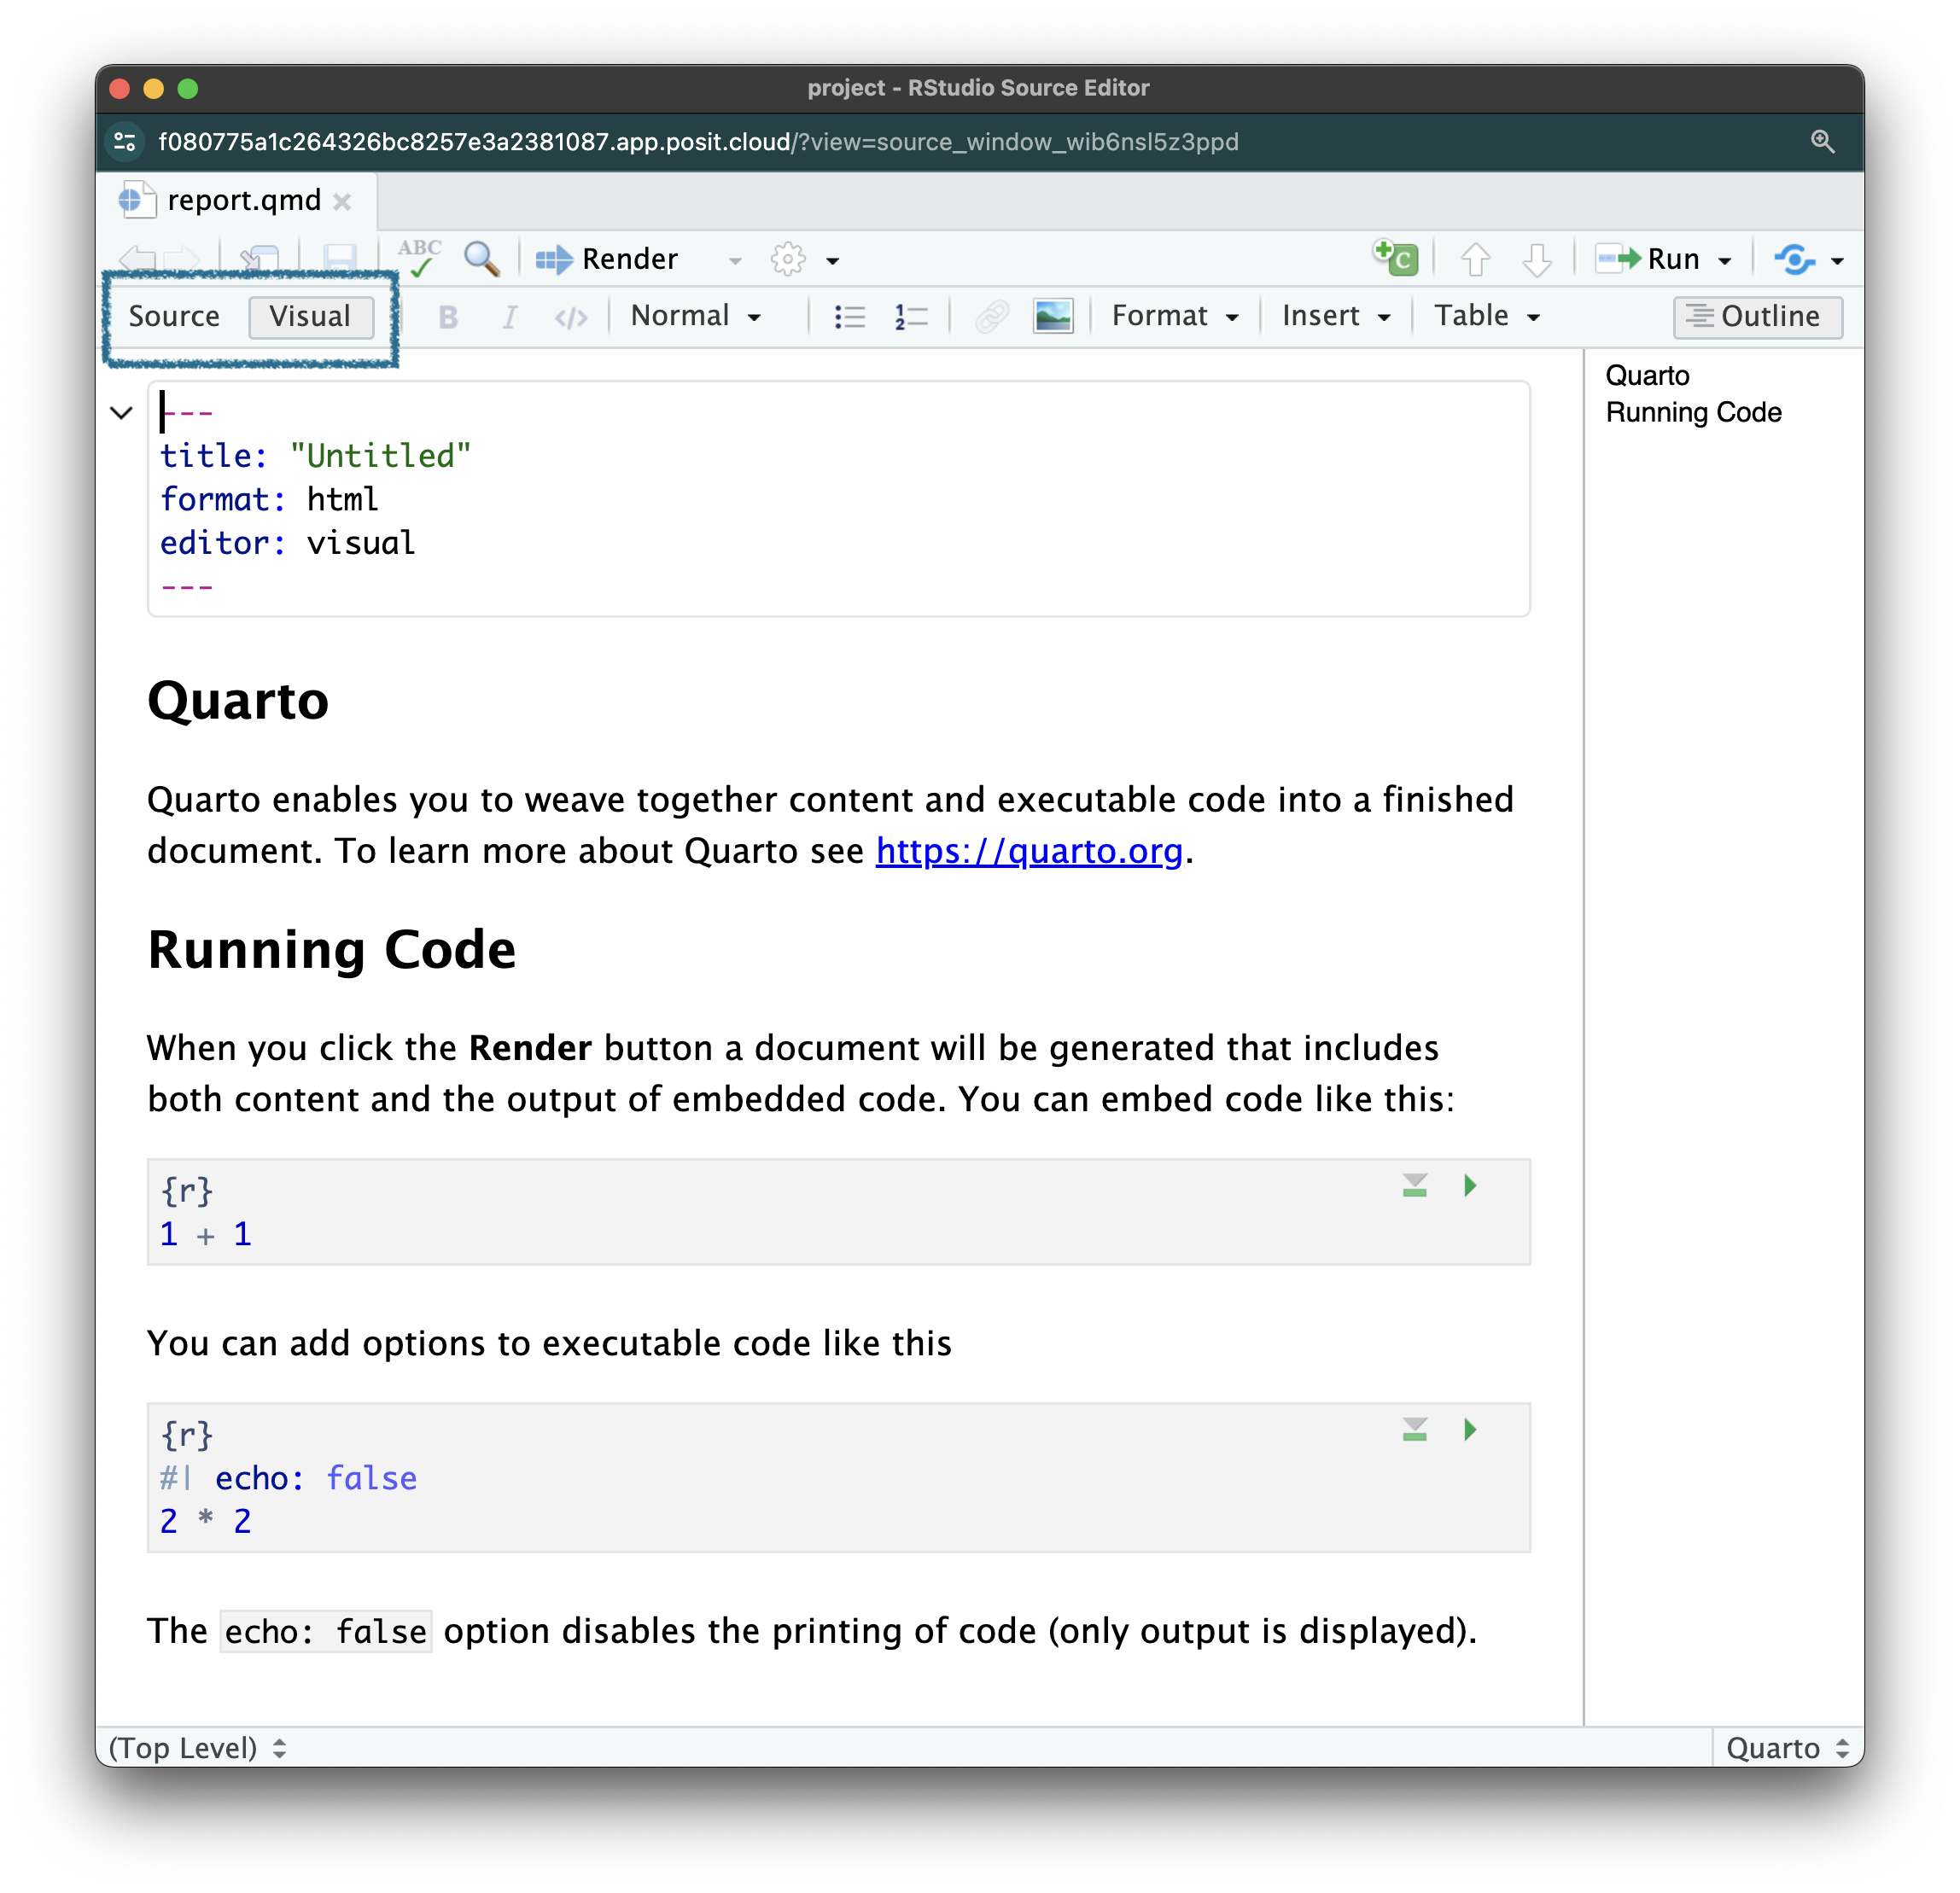 project - RStudio Source Editor
f080775a1c264326bc8257e3a2381087.app.posit.cloud/?view=source_window_wib6nsl5z3ppd
report.qmd
ABC Render C Run
Source Visual B I </> Normal Format Insert Table Outline
---
title: "Untitled"
format: html
editor: visual
---
Quarto
Running Code
Quarto
Quarto enables you to weave together content and executable code into a finished
document. To learn more about Quarto see https://quarto.org.
Running Code
When you click the Render button a document will be generated that includes
both content and the output of embedded code. You can embed code like this:
{r}
1 + 1
You can add options to executable code like this
{r}
#| echo: false
2 * 2
The echo: false option disables the printing of code (only output is displayed).
(Top Level) Quarto